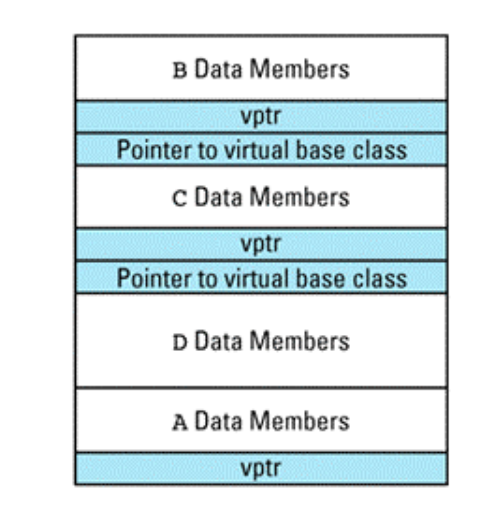 B Data Members
vptr
Pointer to virtual base class
C Data Members
vptr
Pointer to virtual base class
D Data Members
A Data Members
vptr